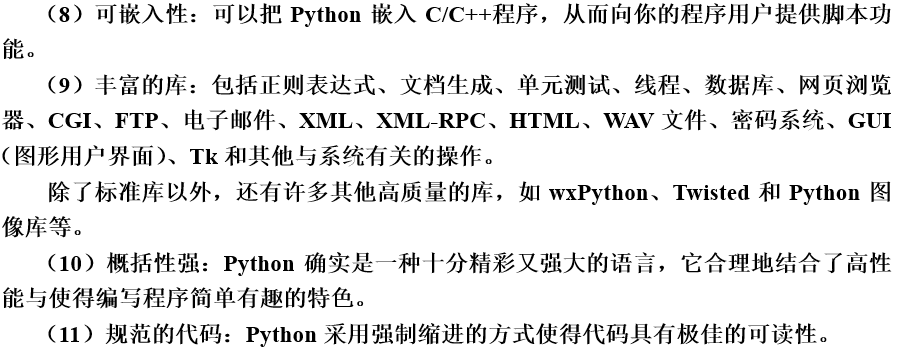 （8）可嵌入性：可以把 Python 嵌入 C/C++程序，从而向你的程序用户提供脚本功
能。
（9）丰富的库：包括正则表达式、文档生成、单元测试、线程、数据库、网页浏览
器、CGI、FTP、电子邮件、XML、XML-RPC、HTML、WAV 文件、密码系统、GUI
（图形用户界面）、Tk 和其他与系统有关的操作。
除了标准库以外，还有许多其他高质量的库，如 wxPython、Twisted 和 Python 图
像库等。
（10）概括性强：Python 确实是一种十分精彩又强大的语言，它合理地结合了高性
能与使得编写程序简单有趣的特色。
（11）规范的代码：Python 采用强制缩进的方式使得代码具有极佳的可读性。